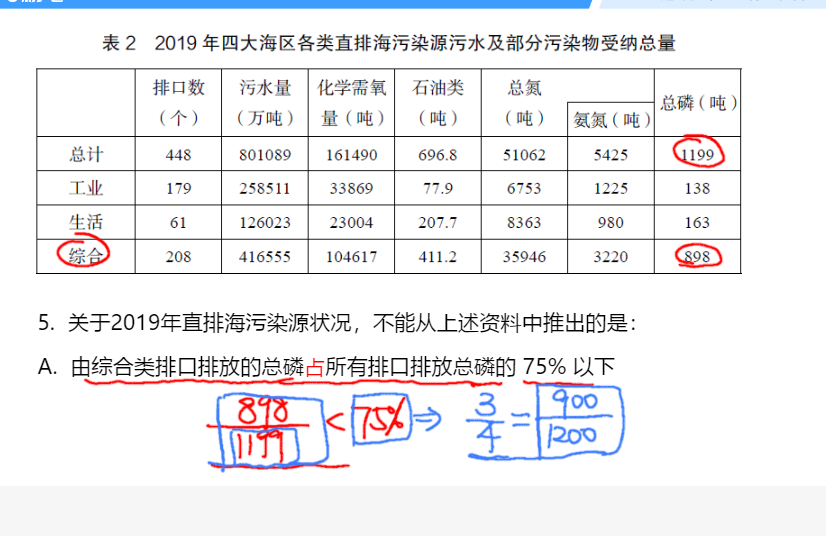 表 2 2019 年四大海区各类直排海污染源污水及部分污染物受纳总量
排口数（个） 污水量（万吨） 化学需氧量（吨） 石油类（吨） 总氮（吨） 氨氮（吨） 总磷（吨）
总计 448 801089 161490 696.8 51062 5425 1199
工业 179 258511 33869 77.9 6753 1225 138
生活 61 126023 23004 207.7 8363 980 163
综合 208 416555 104617 411.2 35946 3220 898
5. 关于2019年直排海污染源状况，不能从上述资料中推出的是：
A. 由综合类排口排放的总磷占所有排口排放总磷的 75% 以下
898/1199 < 75% ⇒ 3/4 = 900/1200